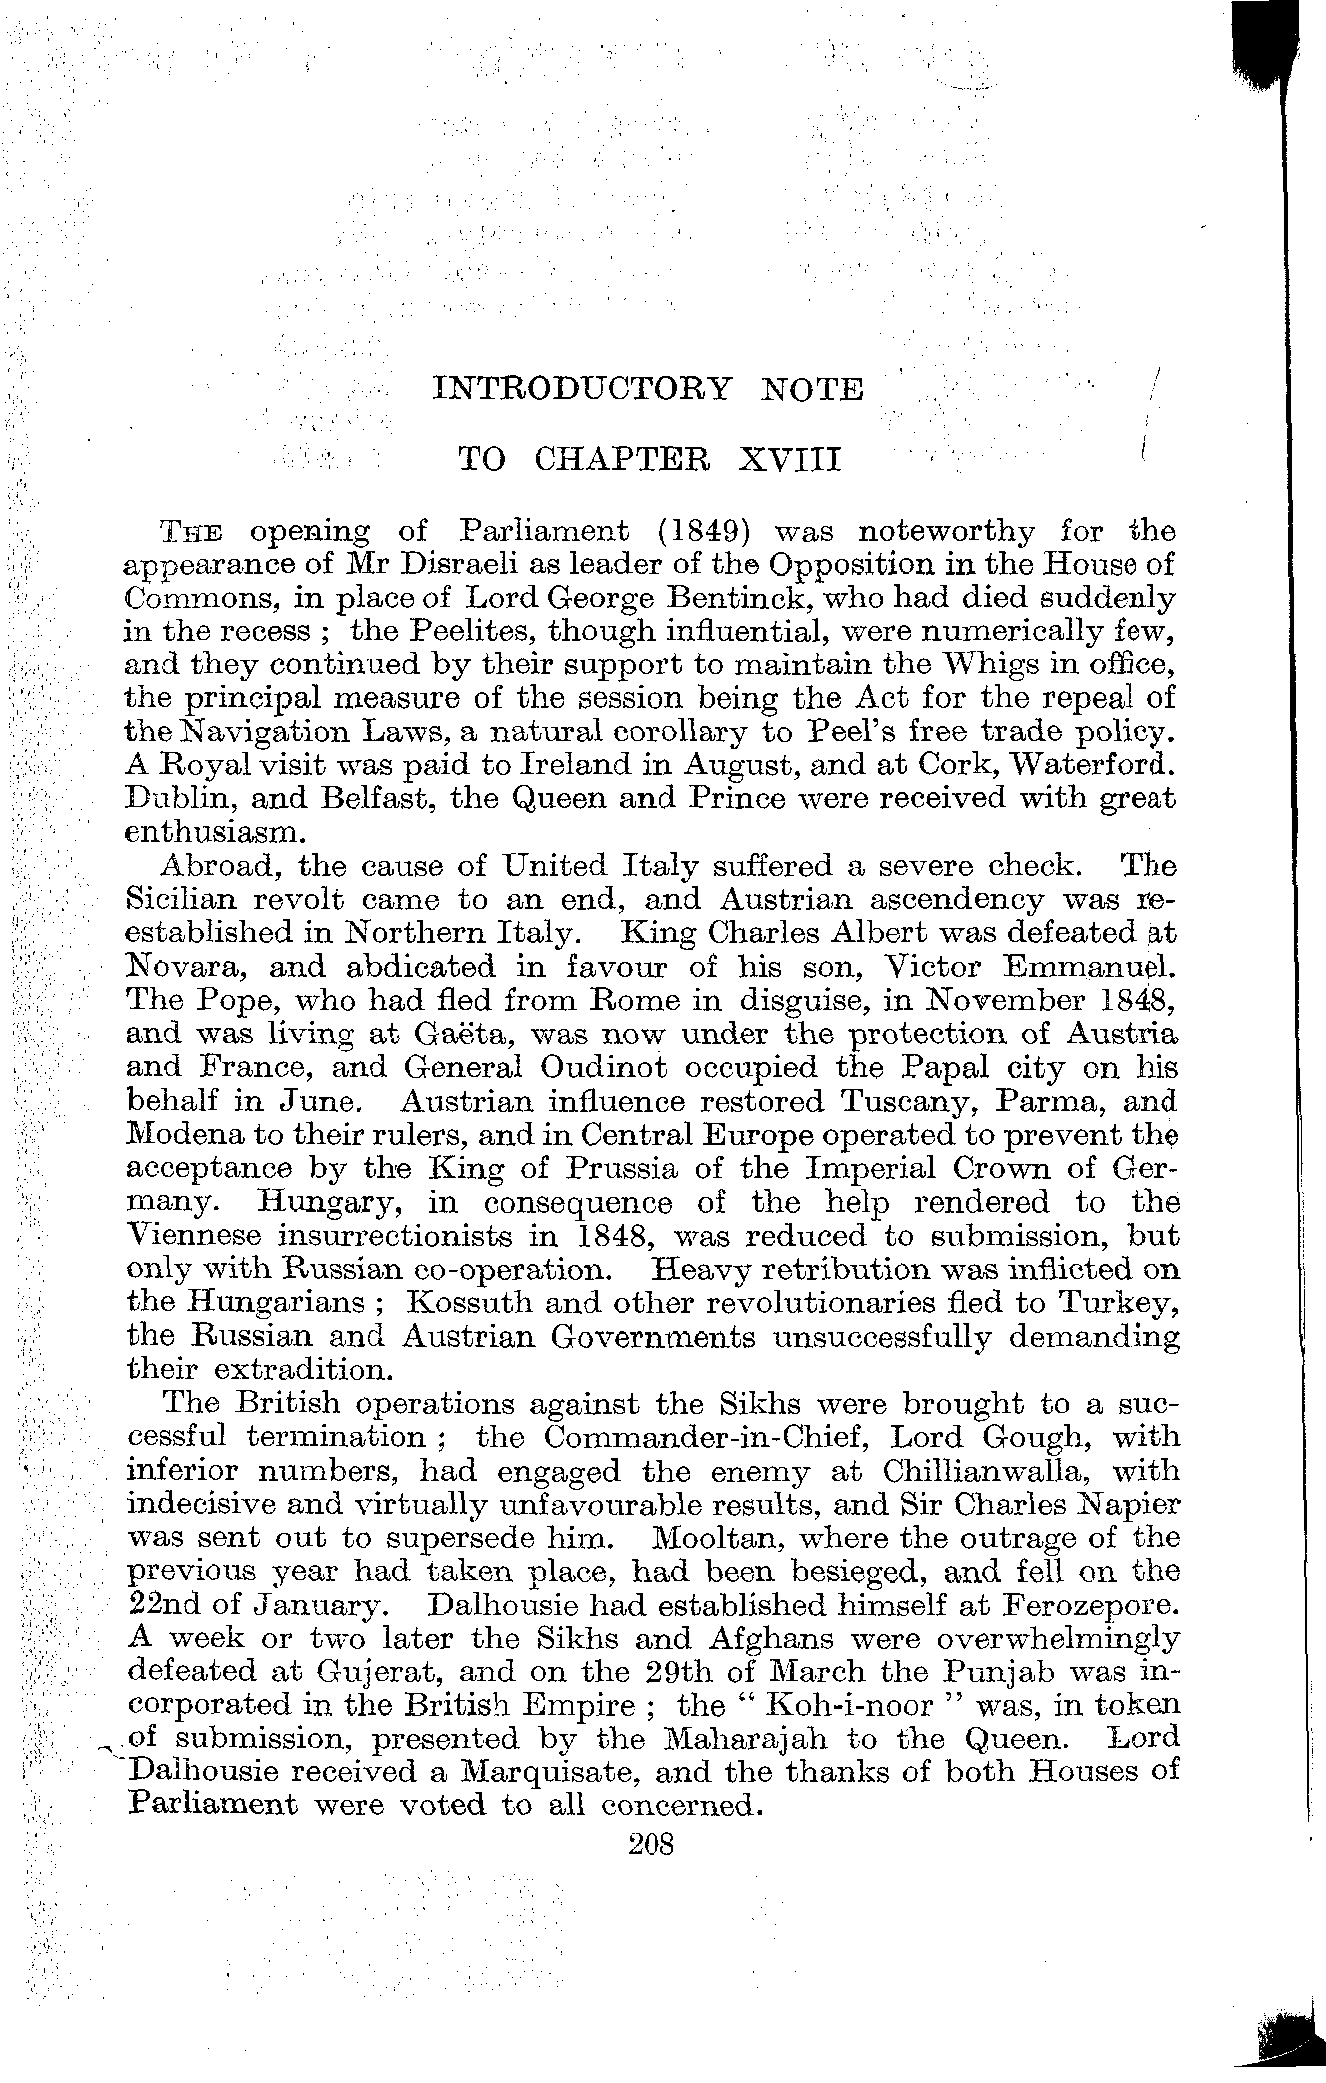 INTRODUCTORY NOTE
TO CHAPTER XVIII
THE opening of Parliament (1849) was noteworthy for the
appearance of Mr Disraeli as leader of the Opposition in the House of
Commons, in place of Lord George Bentinck, who had died suddenly
in the recess ; the Peelites, though influential, were numerically few,
and they continued by their support to maintain the Whigs in office,
the principal measure of the session being the Act for the repeal of
the Navigation Laws, a natural corollary to Peel's free trade policy.
A Royal visit was paid to Ireland in August, and at Cork, Waterford.
Dublin, and Belfast, the Queen and Prince were received with great
enthusiasm.
Abroad, the cause of United Italy suffered a severe check. The
Sicilian revolt came to an end, and Austrian ascendency was re-
established in Northern Italy. King Charles Albert was defeated at
Novara, and abdicated in favour of his son, Victor Emmanuel.
The Pope, who had fled from Rome in disguise, in November 1848,
and was living at Gaëta, was now under the protection of Austria
and France, and General Oudinot occupied the Papal city on his
behalf in June. Austrian influence restored Tuscany, Parma, and
Modena to their rulers, and in Central Europe operated to prevent the
acceptance by the King of Prussia of the Imperial Crown of Ger-
many. Hungary, in consequence of the help rendered to the
Viennese insurrectionists in 1848, was reduced to submission, but
only with Russian co-operation. Heavy retribution was inflicted on
the Hungarians ; Kossuth and other revolutionaries fled to Turkey,
the Russian and Austrian Governments unsuccessfully demanding
their extradition.
The British operations against the Sikhs were brought to a suc-
cessful termination ; the Commander-in-Chief, Lord Gough, with
inferior numbers, had engaged the enemy at Chillianwalla, with
indecisive and virtually unfavourable results, and Sir Charles Napier
was sent out to supersede him. Mooltan, where the outrage of the
previous year had taken place, had been besieged, and fell on the
22nd of January. Dalhousie had established himself at Ferozepore.
A week or two later the Sikhs and Afghans were overwhelmingly
defeated at Gujerat, and on the 29th of March the Punjab was in-
corporated in the British Empire ; the “ Koh-i-noor ” was, in token
of submission, presented by the Maharajah to the Queen. Lord
Dalhousie received a Marquisate, and the thanks of both Houses of
Parliament were voted to all concerned.
208